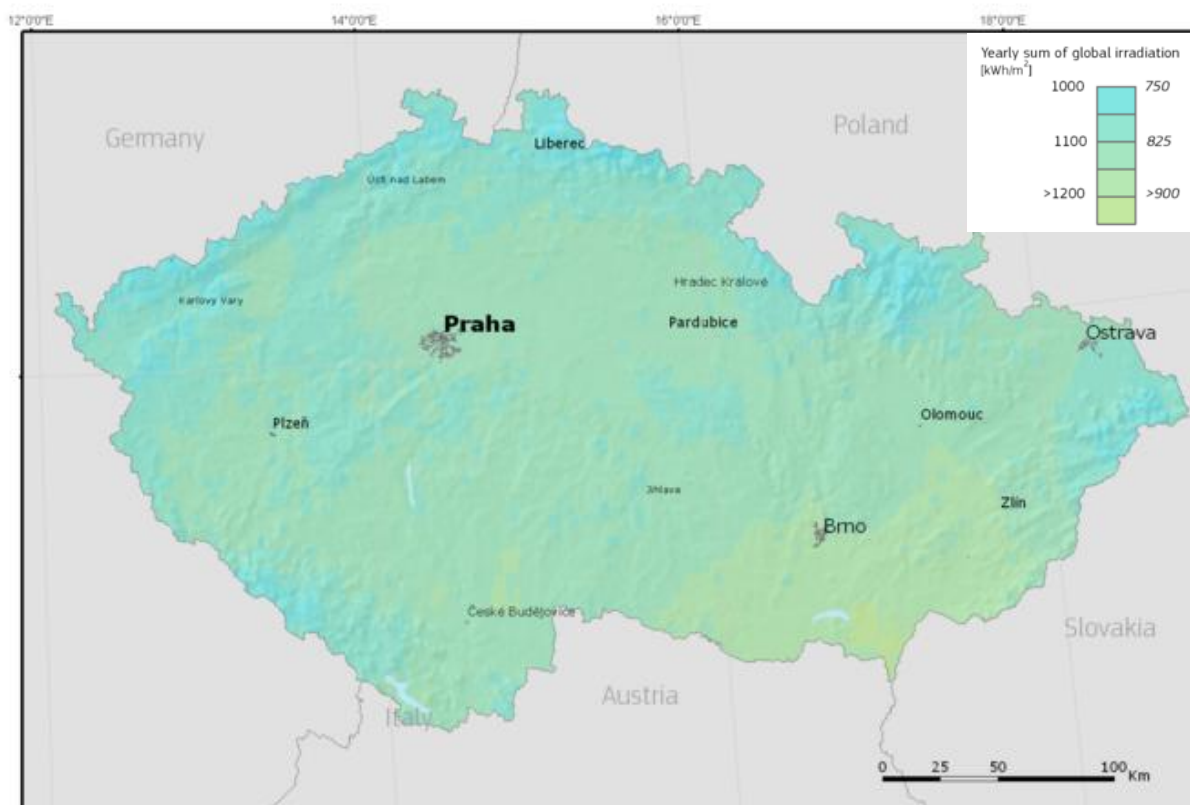 12°0'0"E 14°0'0"E 16°0'0"E 18°0'0"E
Yearly sum of global irradiation
[kWh/m²]
1000 750
1100 825
>1200 >900
Germany
Poland
Liberec
Ústí nad Labem
Karlovy Vary
Hradec Králové
Praha
Pardubice
Ostrava
Plzeň
Olomouc
Jihlava
Zlín
Brno
České Budějovice
Slovakia
Austria
Italy
0 25 50 100 Km